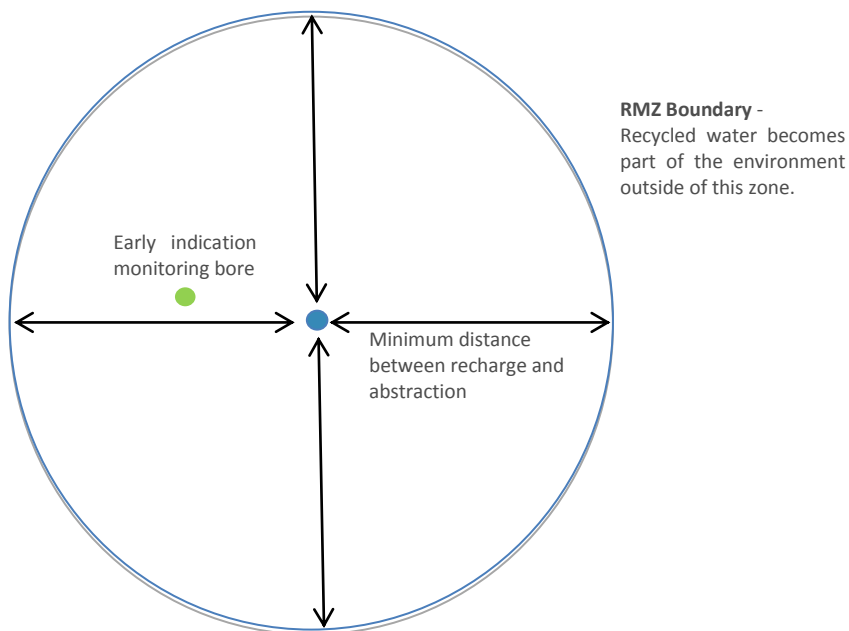 RMZ Boundary -
Recycled water becomes
part of the environment
outside of this zone.
Early indication
monitoring bore
Minimum distance
between recharge and
abstraction